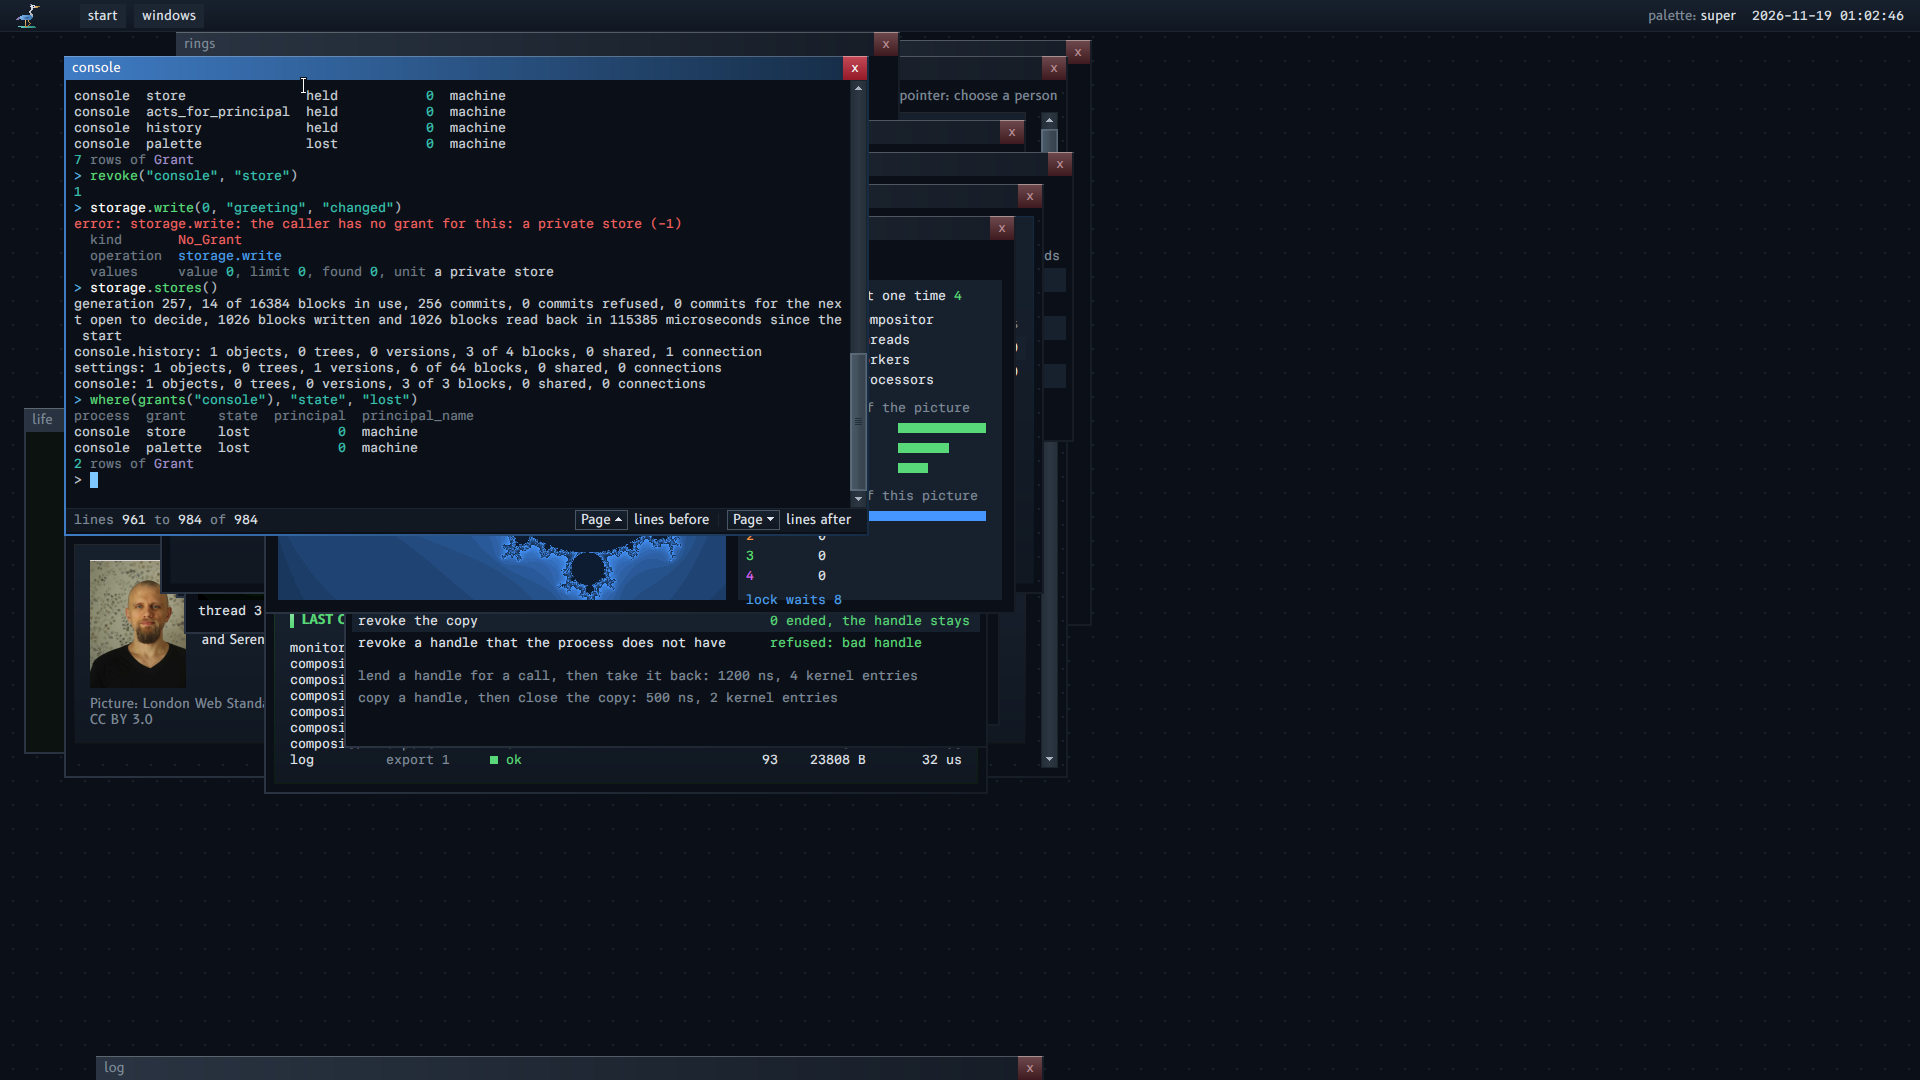 start windows palette: super 2026-11-19 01:02:46
rings x
x
console x
x
console store held 0 machine
pointer: choose a person
console acts_for_principal held 0 machine
console history held 0 machine
x
console palette lost 0 machine
7 rows of Grant
x
> revoke("console", "store")
1
x
> storage.write(0, "greeting", "changed")
error: storage.write: the caller has no grant for this: a private store (-1)
x
kind No_Grant
operation storage.write
ds
values value 0, limit 0, found 0, unit a private store
> storage.stores()
t one time 4
generation 257, 14 of 16384 blocks in use, 256 commits, 0 commits refused, 0 commits for the nex
t open to decide, 1026 blocks written and 1026 blocks read back in 115385 microseconds since the
mpositor
start
reads
console.history: 1 objects, 0 trees, 0 versions, 3 of 4 blocks, 0 shared, 1 connection
rkers
settings: 1 objects, 0 trees, 1 versions, 6 of 64 blocks, 0 shared, 0 connections
console: 1 objects, 0 trees, 0 versions, 3 of 3 blocks, 0 shared, 0 connections
ocessors
> where(grants("console"), "state", "lost")
f the picture
process grant state principal principal_name
life
console store lost 0 machine
console palette lost 0 machine
2 rows of Grant
>
f this picture
lines 961 to 984 of 984 Page lines before Page lines after
2 0
3 0
4 0
lock waits 8
thread 3
LAST C
revoke the copy 0 ended, the handle stays
and Seren
revoke a handle that the process does not have refused: bad handle
monitor
composi
lend a handle for a call, then take it back: 1200 ns, 4 kernel entries
composi
composi
copy a handle, then close the copy: 500 ns, 2 kernel entries
Picture: London Web Standa
composi
CC BY 3.0
composi
composi
log export 1 ok 93 23808 B 32 us
log x